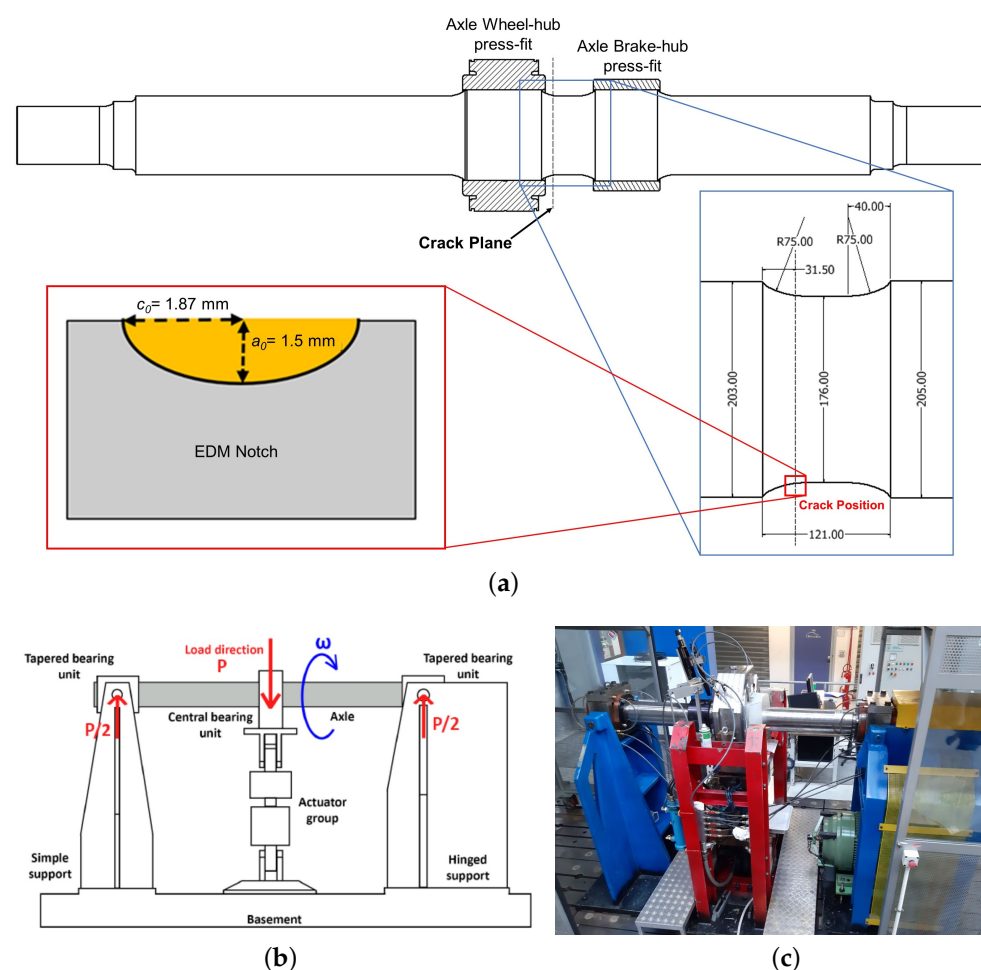 Axle Wheel-hub
press-fit
Axle Brake-hub
press-fit
Crack Plane
40.00
R75.00
R75.00
31.50
203.00
176.00
205.00
Crack Position
121.00
c0= 1.87 mm
a0= 1.5 mm
EDM Notch
(a)
Tapered bearing
unit
Load direction
P
ω
Tapered bearing
unit
P/2
Central bearing
unit
Axle
P/2
Actuator
group
Simple
support
Hinged
support
Basement
(b)
(c)